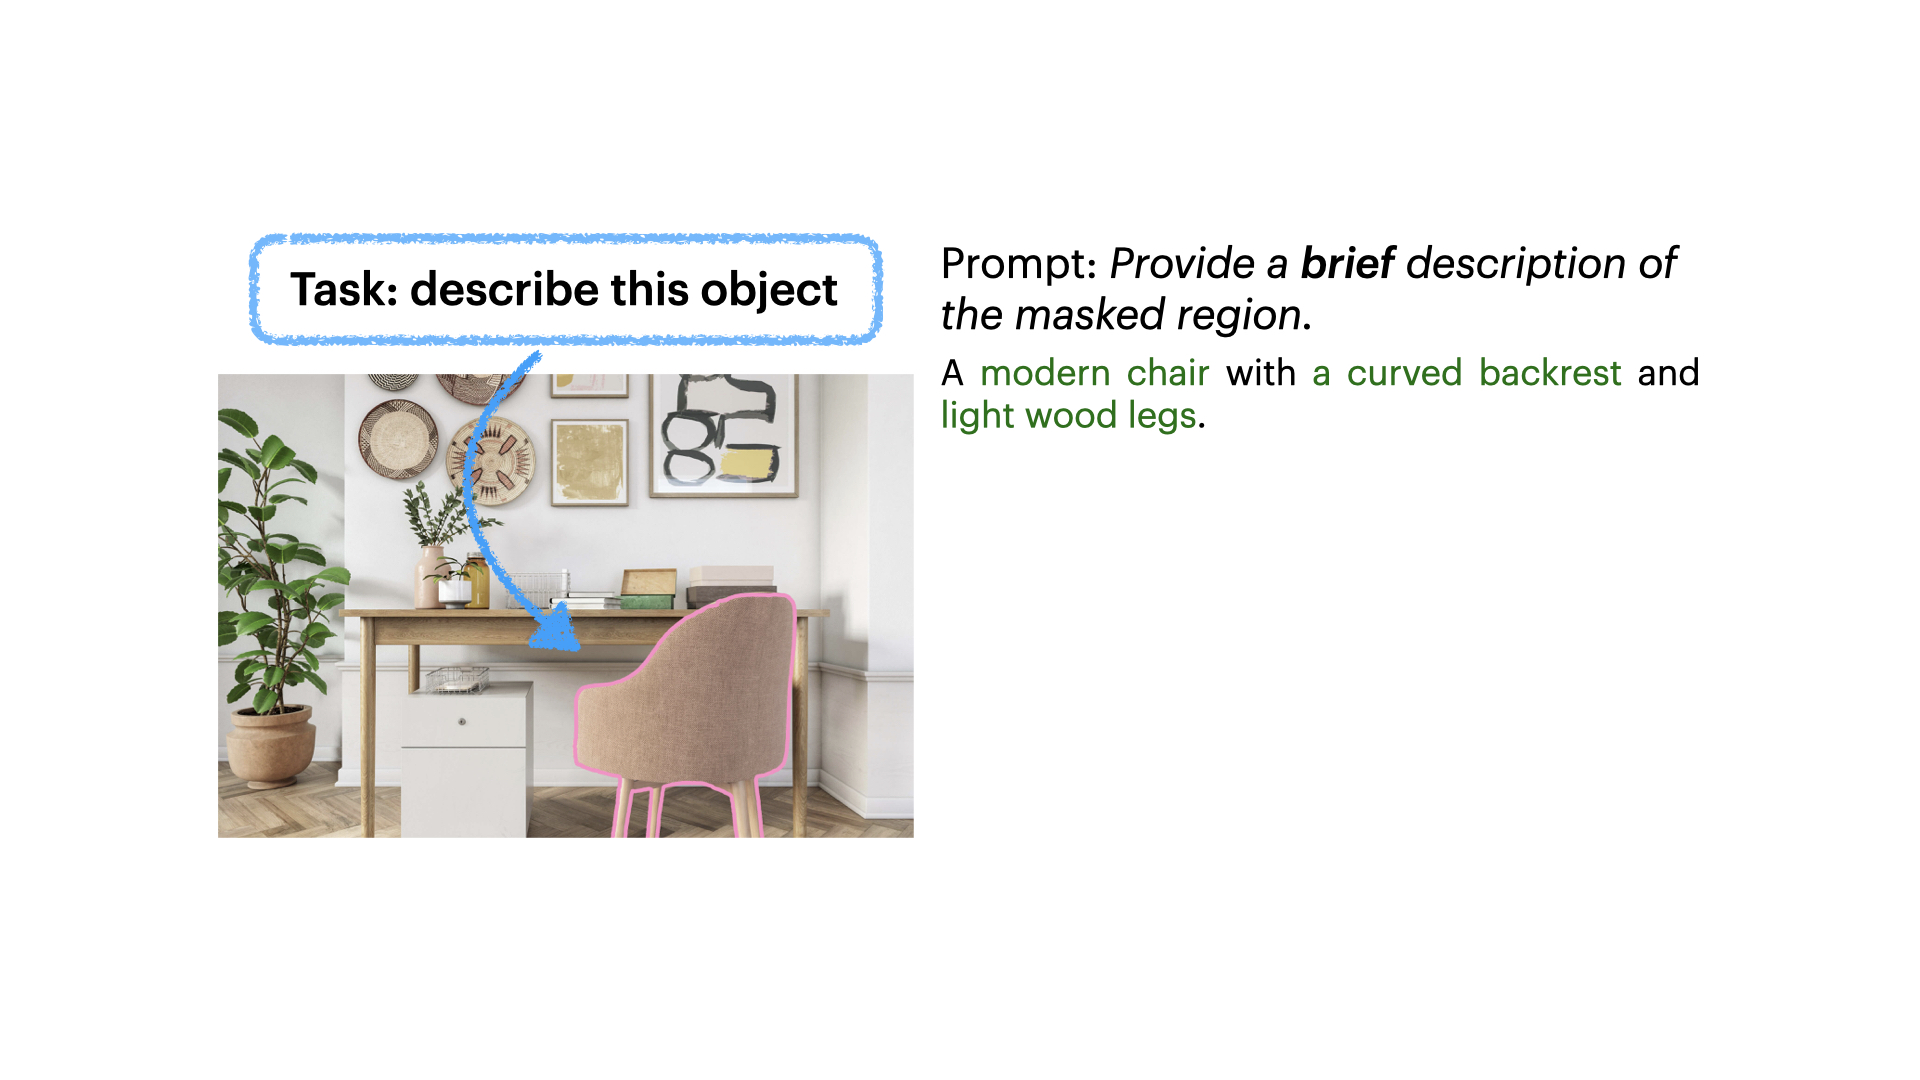 Task: describe this object
Prompt: Provide a brief description of
the masked region.
A modern chair with a curved backrest and
light wood legs.